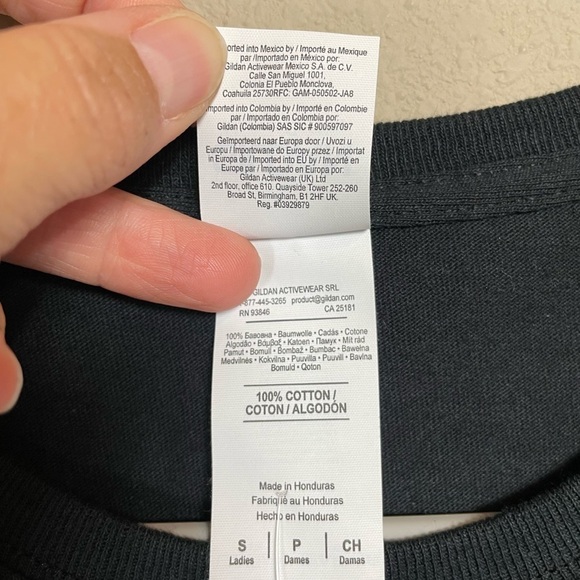 orted into Mexico by / Importé au Mexique
par /Importado en México por:
Gildan Activewear Mexico S.A. de C.V.
Calle San Miguel 1001,
Colonia El Pueblo Monclova,
Coahuila 25730RFC: GAM-050502-JA8
Imported into Colombia by / Importé en Colombie
par / Importado en Colombia por:
Gildan (Colombia) SAS SIC # 900597097
Geïmporteerd naar Europa door / Uvozi u
Europu / Importowane do Europy przez / Importat
in Europa de / Imported into EU by / Importé en
Europe par / Importado en Europa por:
Gildan Activewear (UK) Ltd
2nd floor, office 610. Quayside Tower 252-260
Broad St, Birmingham, B1 2HF UK.
Reg. #03929879
GILDAN ACTIVEWEAR SRL
-877-445-3265 product@gildan.com
RN 93846 CA 25181
100% Бавовна • Baumwolle • Cadás • Cotone
Algodão • Βαμβαξ • Katoen • Памук • Mit rád
Pamut • Bomull • Bombaž • Bumbac • Bawełna
Medvilnės • Kokvilna • Puuvilla • Puuvill • Bavlna
Bomuld • Qoton
100% COTTON /
COTON / ALGODÓN
Made in Honduras
Fabriqué au Honduras
Hecho en Honduras
S | P | CH
Ladies Dames Damas